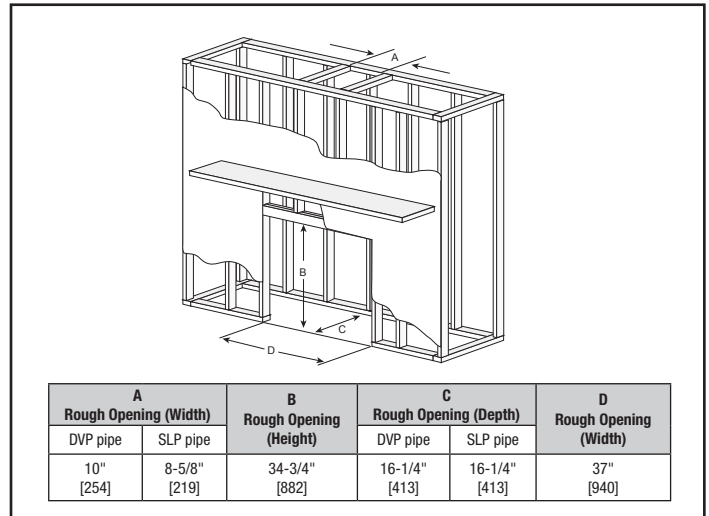 A
B
C
D
A B C D
Rough Opening (Width) Rough Opening (Height) Rough Opening (Depth) Rough Opening (Width)
DVP pipe SLP pipe DVP pipe SLP pipe
10" 8-5/8" 34-3/4" 16-1/4" 16-1/4" 37"
[254] [219] [882] [413] [413] [940]